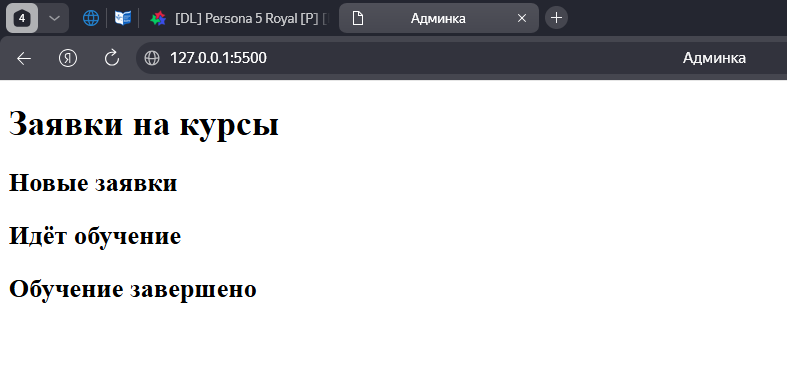 4
[DL] Persona 5 Royal [P] [
Админка
Я
127.0.0.1:5500
Админка
Заявки на курсы
Новые заявки
Идёт обучение
Обучение завершено